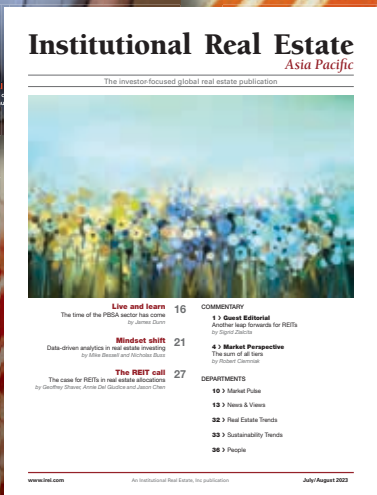 Institutional Real Estate
Asia Pacific
The investor-focused global real estate publication
Live and learn 16
The time of the PBSA sector has come
by James Dunn
Mindset shift 21
Data-driven analytics in real estate investing
by Mike Bessell and Nicholas Buss
The REIT call 27
The case for REITs in real estate allocations
by Geoffrey Shaver, Annie Del Giudice and Jason Chen
COMMENTARY
1 ❯ Guest Editorial
Another leap forwards for REITs
by Sigrid Zialcita
4 ❯ Market Perspective
The sum of all tiers
by Robert Ciemniak
DEPARTMENTS
10 ❯ Market Pulse
13 ❯ News & Views
32 ❯ Real Estate Trends
33 ❯ Sustainability Trends
36 ❯ People
www.irei.com An Institutional Real Estate, Inc publication July/August 2023